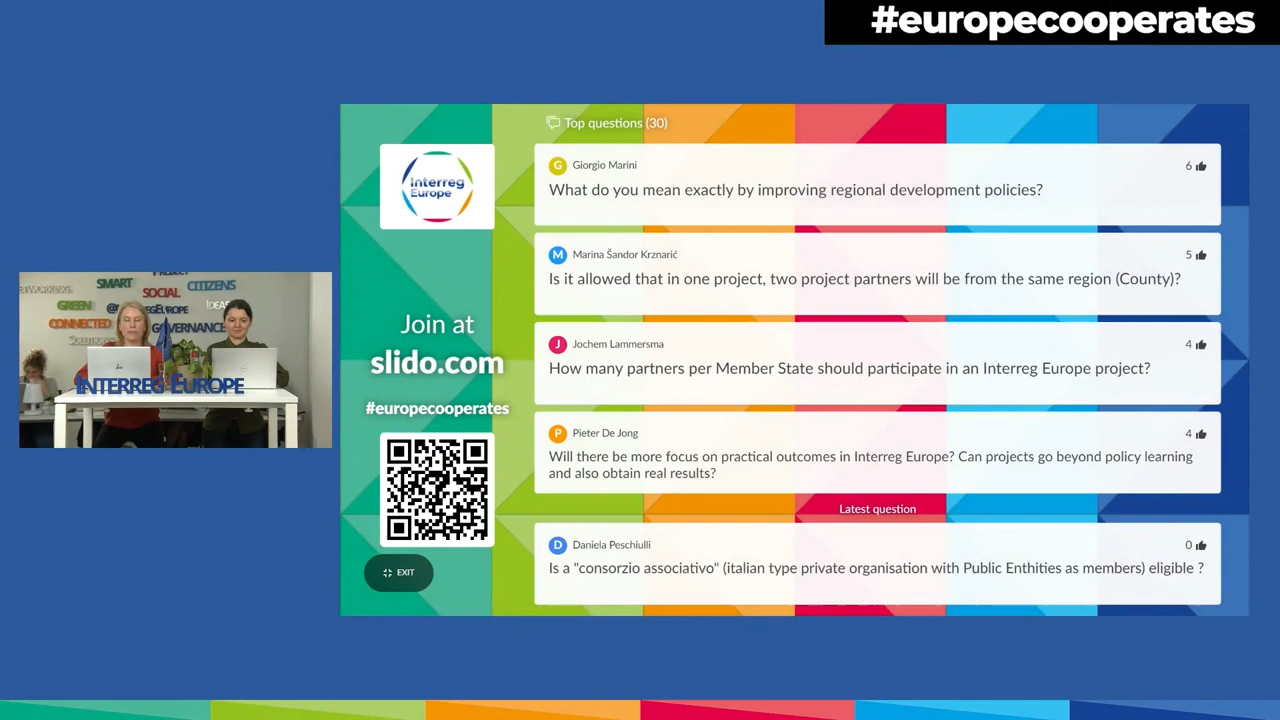 #europecooperates
Top questions (30)
Interreg
Europe
G Giorgio Marini 6
What do you mean exactly by improving regional development policies?
M Marina Šandor Krznarić 5
Is it allowed that in one project, two project partners will be from the same region (County)?
J Jochem Lammersma 4
How many partners per Member State should participate in an Interreg Europe project?
P Pieter De Jong 4
Will there be more focus on practical outcomes in Interreg Europe? Can projects go beyond policy learning
and also obtain real results?
Latest question
D Daniela Peschiulli 0
Is a "consorzio associativo" (italian type private organisation with Public Enthities as members) eligible ?
Join at
slido.com
#europecooperates
EXIT
SMART
CITIZENS
SOCIAL
GREEN
IDEAS
CONNECTED
GOVERNANCE
INTERREG EUROPE